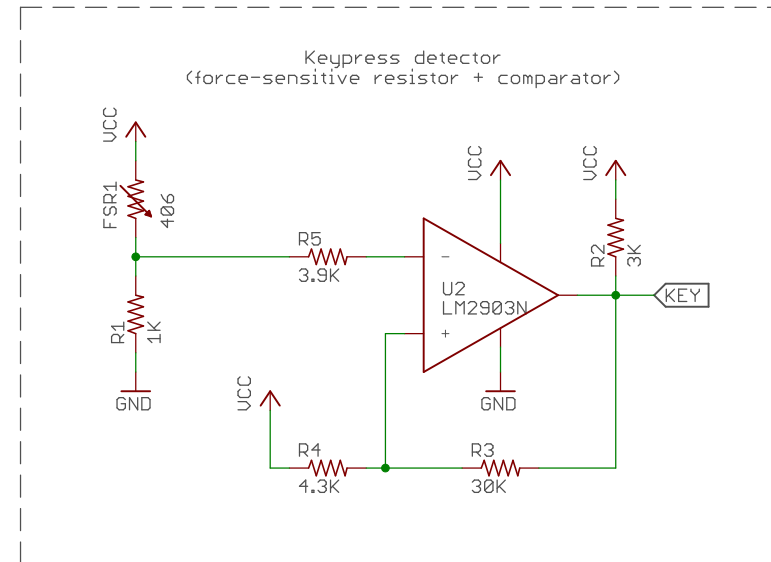 Keypress detector
(force-sensitive resistor + comparator)
VCC
FSR1
406
R1
1K
GND
R5
3.9K
VCC
-
U2
LM2903N
+
GND
VCC
R2
3K
KEY
VCC
R4
4.3K
R3
30K